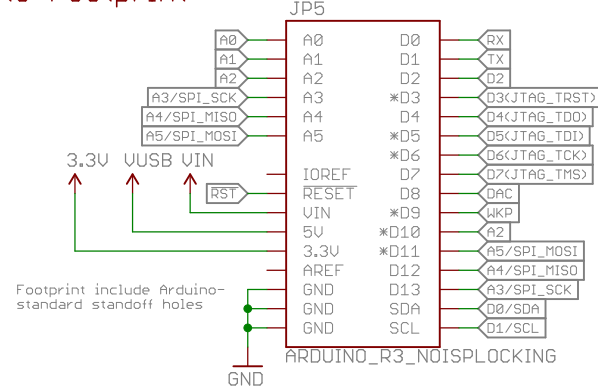 JP5
A0 A0 D0 RX
A1 A1 D1 TX
A2 A2 D2 D2
A3/SPI_SCK A3 *D3 D3(JTAG_TRST)
A4/SPI_MISO A4 D4 D4(JTAG_TDO)
A5/SPI_MOSI A5 *D5 D5(JTAG_TDI)
*D6 D6(JTAG_TCK)
3.3V VUSB VIN
IOREF D7 D7(JTAG_TMS)
RST RESET D8 DAC
VIN *D9 WKP
5V *D10 A2
3.3V *D11 A5/SPI_MOSI
AREF D12 A4/SPI_MISO
GND D13 A3/SPI_SCK
GND SDA D0/SDA
GND SCL D1/SCL
Footprint include Arduino-
standard standoff holes
ARDUINO_R3_NOISPLOCKING
GND